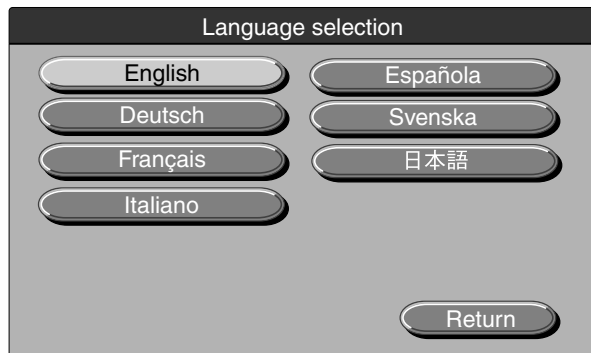 Language selection
English
Deutsch
Français
Italiano
Española
Svenska
日本語
Return